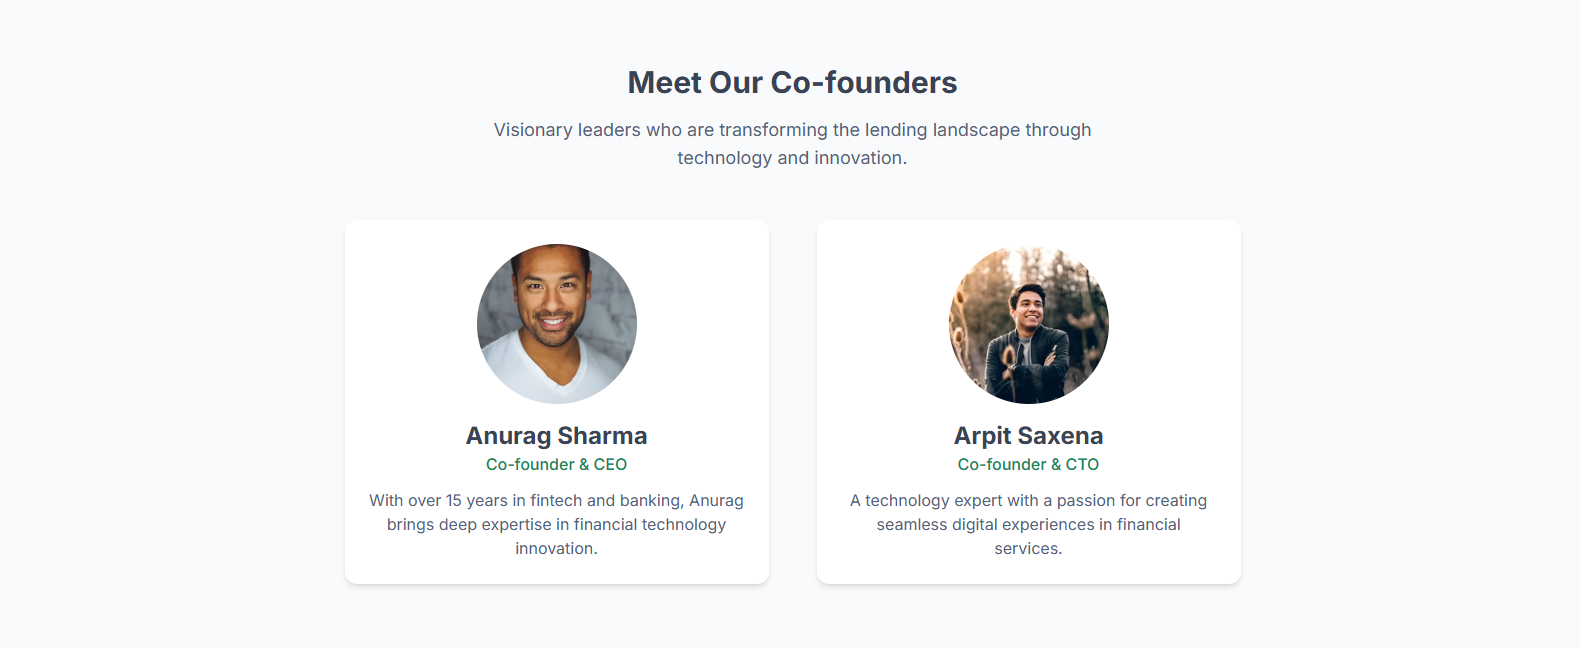 Meet Our Co-founders
Visionary leaders who are transforming the lending landscape through
technology and innovation.
Anurag Sharma
Co-founder & CEO
With over 15 years in fintech and banking, Anurag
brings deep expertise in financial technology
innovation.
Arpit Saxena
Co-founder & CTO
A technology expert with a passion for creating
seamless digital experiences in financial
services.